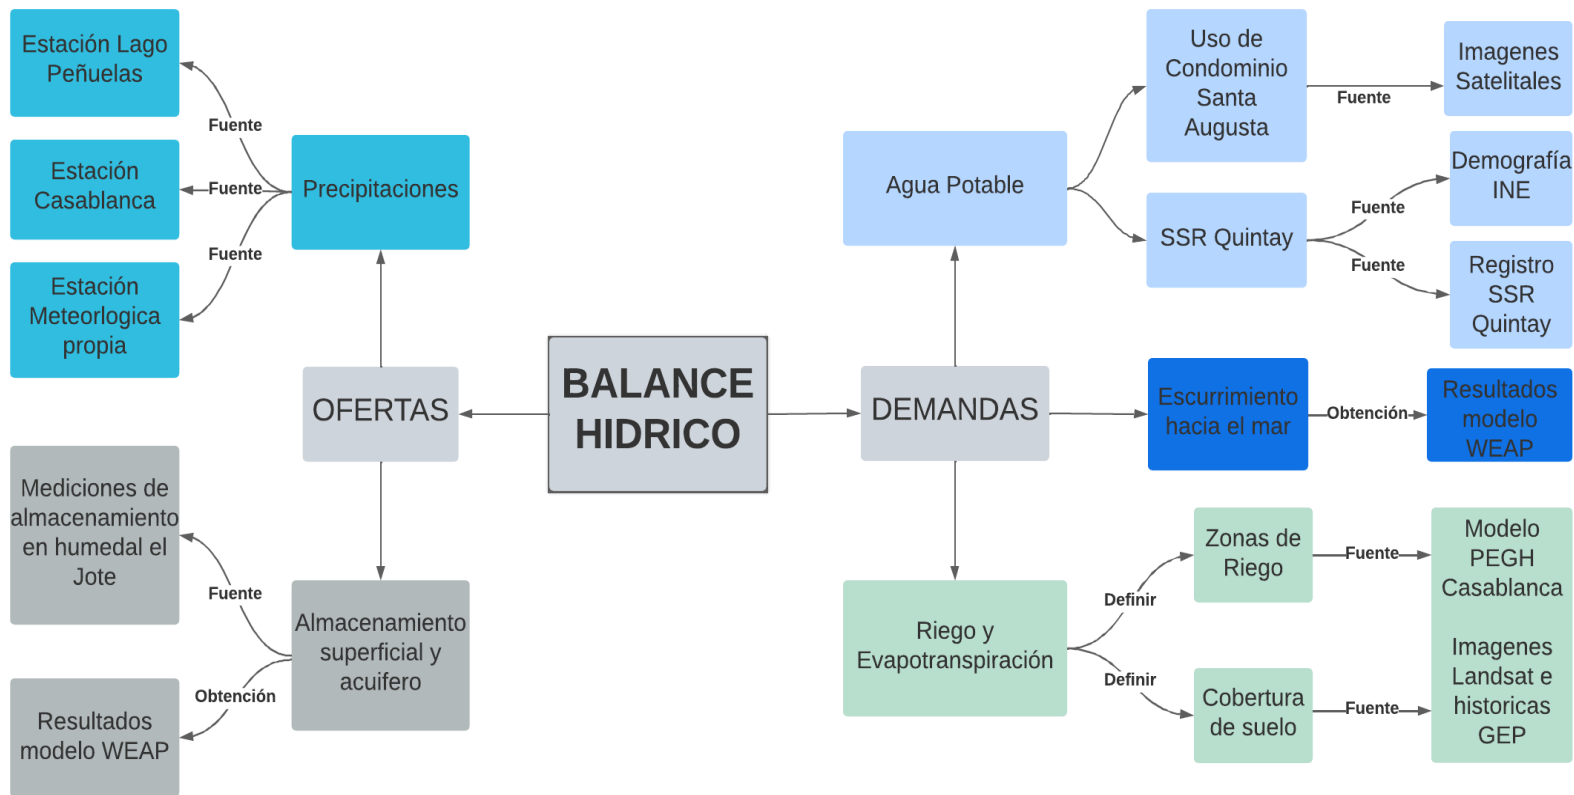 Estación Lago
Peñuelas
Fuente
Estación
Casablanca
Fuente
Precipitaciones
Fuente
Estación
Meteorlogica
propia
OFERTAS
BALANCE
HIDRICO
Mediciones de
almacenamiento
en humedal el
Jote
Fuente
Almacenamiento
superficial y
acuifero
Obtención
Resultados
modelo WEAP
DEMANDAS
Agua Potable
Uso de
Condominio
Santa
Augusta
Fuente
Imagenes
Satelitales
SSR Quintay
Fuente
Demografía
INE
Fuente
Registro
SSR
Quintay
Escurrimiento
hacia el mar
Obtención
Resultados
modelo
WEAP
Riego y
Evapotranspiración
Definir
Zonas de
Riego
Fuente
Definir
Cobertura
de suelo
Fuente
Modelo
PEGH
Casablanca
Imagenes
Landsat e
historicas
GEP